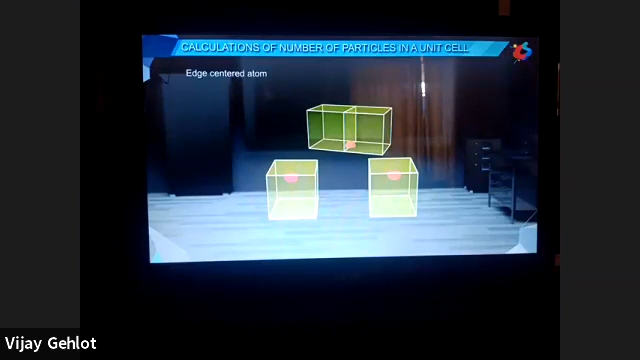 CALCULATIONS OF NUMBER OF PARTICLES IN A UNIT CELL
Edge centered atom
Vijay Gehlot